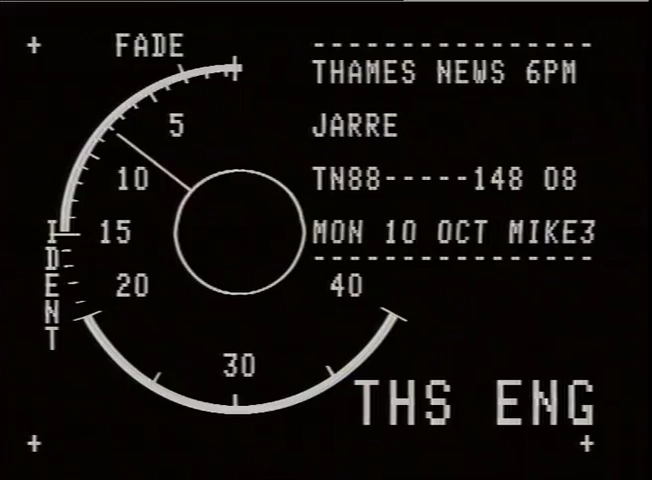 FADE
----------------
THAMES NEWS 6PM
JARRE
TN88-----148 08
MON 10 OCT MIKE3
----------------
5
10
15
20
30
40
IDENT
THS ENG